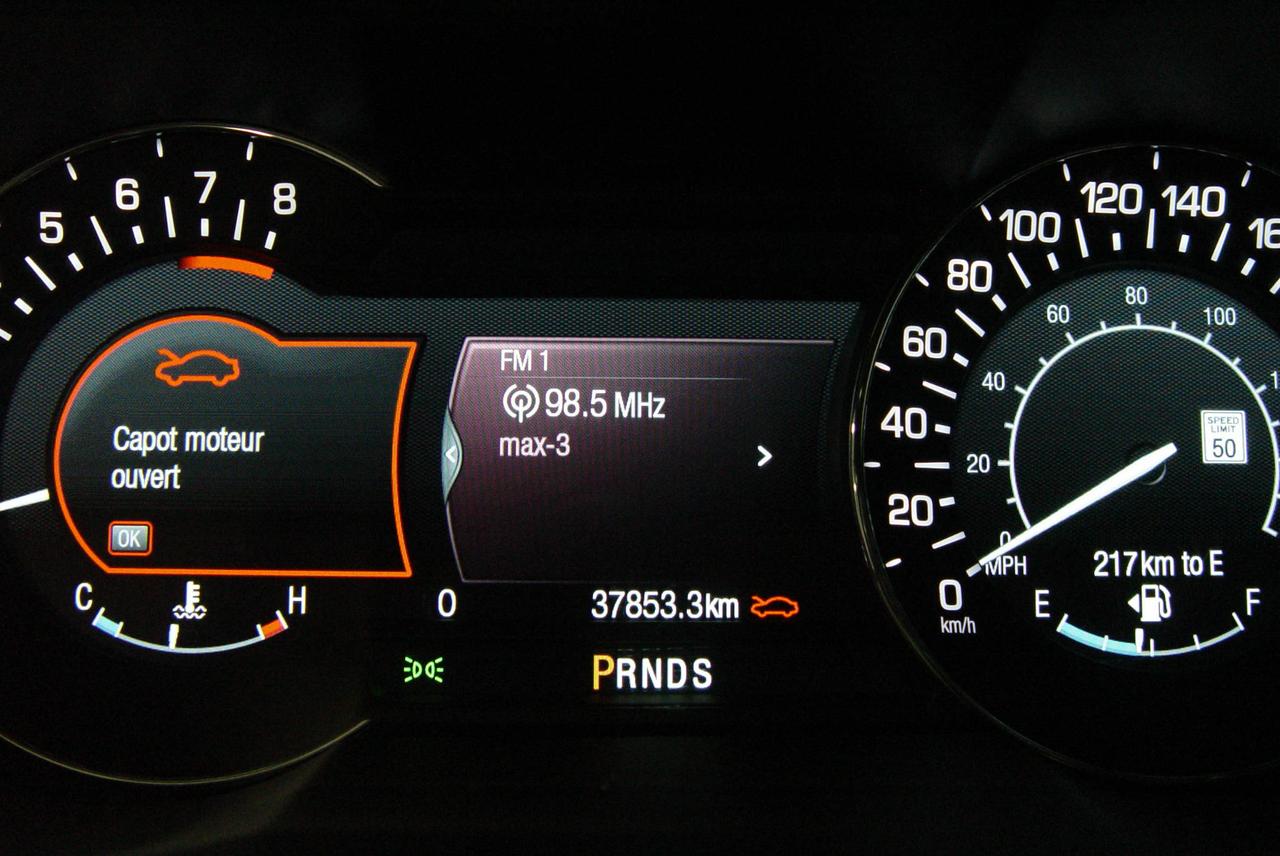 5 6 7 8
Capot moteur
ouvert
OK
C H
FM 1
98.5 MHz
max-3
0 37853.3km
PRNDS
0 20 40 60 80 100 120 140
km/h
0 20 40 60 80 100
MPH
SPEED
LIMIT
50
217 km to E
E F